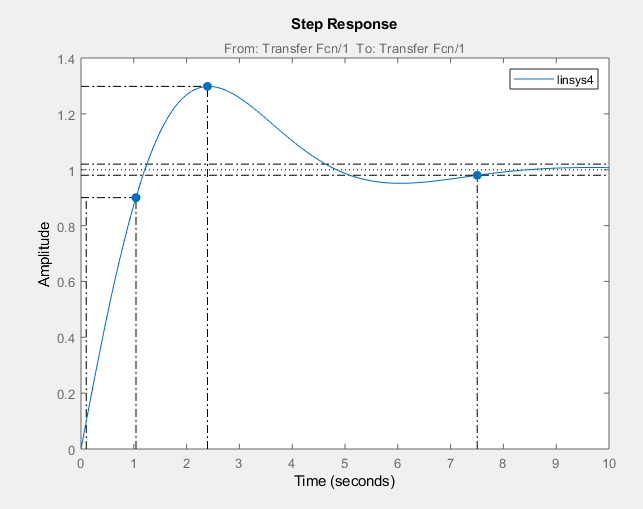 Step Response
From: Transfer Fcn/1 To: Transfer Fcn/1
linsys4
1.4
1.2
1
0.8
0.6
0.4
0.2
0
Amplitude
0 1 2 3 4 5 6 7 8 9 10
Time (seconds)